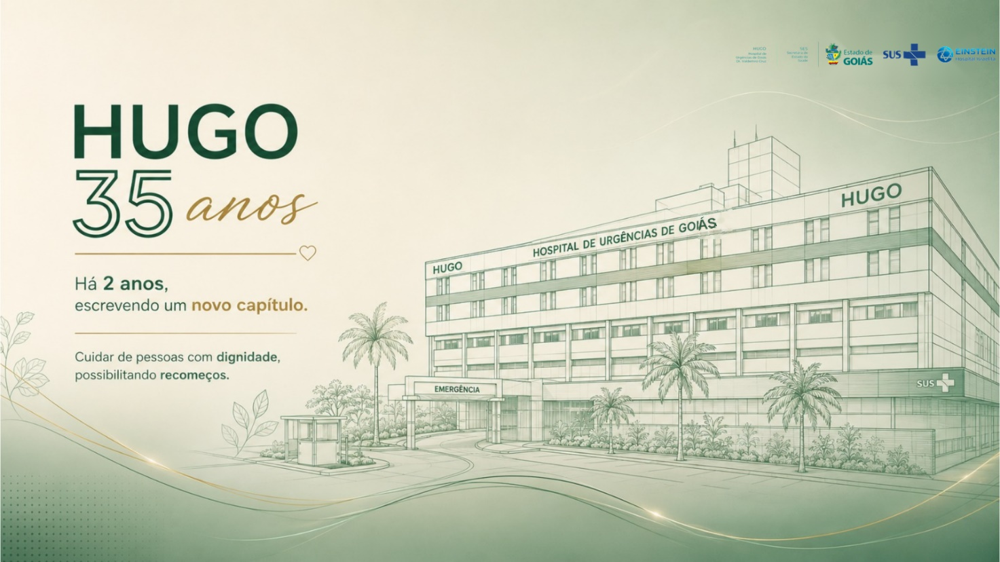 HUGO
Hospital de
Urgências de Goiás
Dr. Valdemiro Cruz
SES
Secretaria de
Estado da
Saúde
Estado de
GOIÁS
SUS
EINSTEIN
Hospital Israelita
HUGO
35 anos
Há 2 anos,
escrevendo um novo capítulo.
Cuidar de pessoas com dignidade,
possibilitando recomeços.
HUGO
HOSPITAL DE URGÊNCIAS DE GOIÁS
HUGO
EMERGÊNCIA
SUS